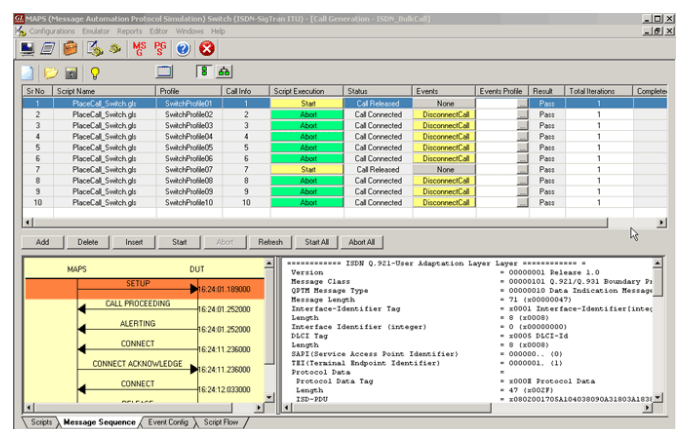 MAPS (Message Automation Protocol Simulation) Switch (ISDN-SigTran ITU) - [Call Generation - ISDN_BulkCall]
Configurations Emulator Reports Editor Windows Help
MSG PGS
Sr No Script Name Profile Call Info Script Execution Status Events Events Profile Result Total Iterations Complete
1 PlaceCall_Switch.gls SwitchProfile01 1 Start Call Released None ... Pass 1
2 PlaceCall_Switch.gls SwitchProfile02 2 Abort Call Connected DisconnectCall ... Pass 1
3 PlaceCall_Switch.gls SwitchProfile03 3 Abort Call Connected DisconnectCall ... Pass 1
4 PlaceCall_Switch.gls SwitchProfile04 4 Abort Call Connected DisconnectCall ... Pass 1
5 PlaceCall_Switch.gls SwitchProfile05 5 Abort Call Connected DisconnectCall ... Pass 1
6 PlaceCall_Switch.gls SwitchProfile06 6 Abort Call Connected DisconnectCall ... Pass 1
7 PlaceCall_Switch.gls SwitchProfile07 7 Start Call Released None ... Pass 1
8 PlaceCall_Switch.gls SwitchProfile08 8 Abort Call Connected DisconnectCall ... Pass 1
9 PlaceCall_Switch.gls SwitchProfile09 9 Abort Call Connected DisconnectCall ... Pass 1
10 PlaceCall_Switch.gls SwitchProfile10 10 Abort Call Connected DisconnectCall ... Pass 1
Add Delete Insert Start Abort Refresh Start All Abort All
MAPS DUT
SETUP 16:24:01.189000
CALL PROCEEDING 16:24:01.252000
ALERTING 16:24:01.252000
CONNECT 16:24:11.236000
CONNECT ACKNOWLEDGE 16:24:11.236000
CONNECT 16:24:12.033000
RELEASE
============ ISDN Q.921-User Adaptation Layer Layer ============ =
Version = 00000001 Release 1.0
Message Class = 00000101 Q.921/Q.931 Boundary Pr
QPTM Message Type = 00000010 Data Indication Message
Message Length = 71 (x00000047)
Interface-Identifier Tag = x0001 Interface-Identifier(integ
Length = 8 (x0008)
Interface Identifier (integer) = 0 (x00000000)
DLCI Tag = x0005 DLCI-Id
Length = 8 (x0008)
SAPI(Service Access Point Identifier) = 000000.. (0)
TEI(Terminal Endpoint Identifier) = 0000001. (1)
Protocol Data =
Protocol Data Tag = x000E Protocol Data
Length = 47 (x002F)
ISD-PDU = x0802001705A104038090A31803A1838
Scripts Message Sequence Event Config Script Flow